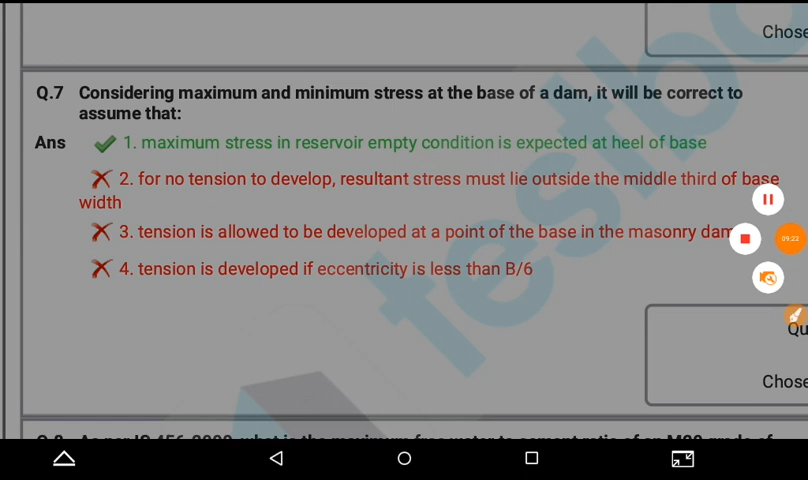 Chose
Q.7 Considering maximum and minimum stress at the base of a dam, it will be correct to
assume that:
Ans 1. maximum stress in reservoir empty condition is expected at heel of base
2. for no tension to develop, resultant stress must lie outside the middle third of base
width
3. tension is allowed to be developed at a point of the base in the masonry dam
4. tension is developed if eccentricity is less than B/6
09:22
Qu
Chose
testbo